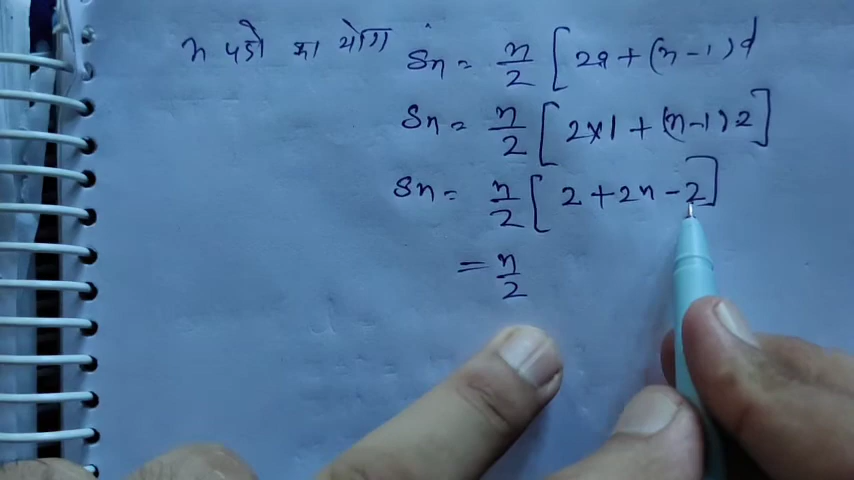 n पदों का योग Sn = n/2 [2a + (n-1)d
Sn = n/2 [2×1 + (n-1)2]
Sn = n/2 [2 + 2n - 2]
= n/2